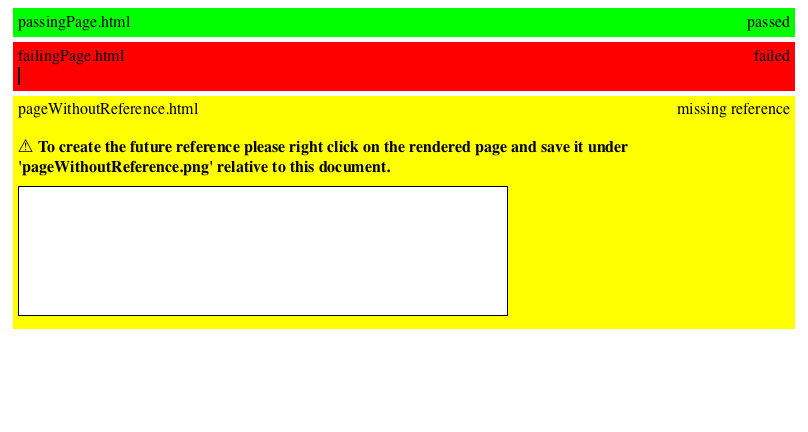 passingPage.html passed
failingPage.html failed
pageWithoutReference.html missing reference
⚠ To create the future reference please right click on the rendered page and save it under
'pageWithoutReference.png' relative to this document.